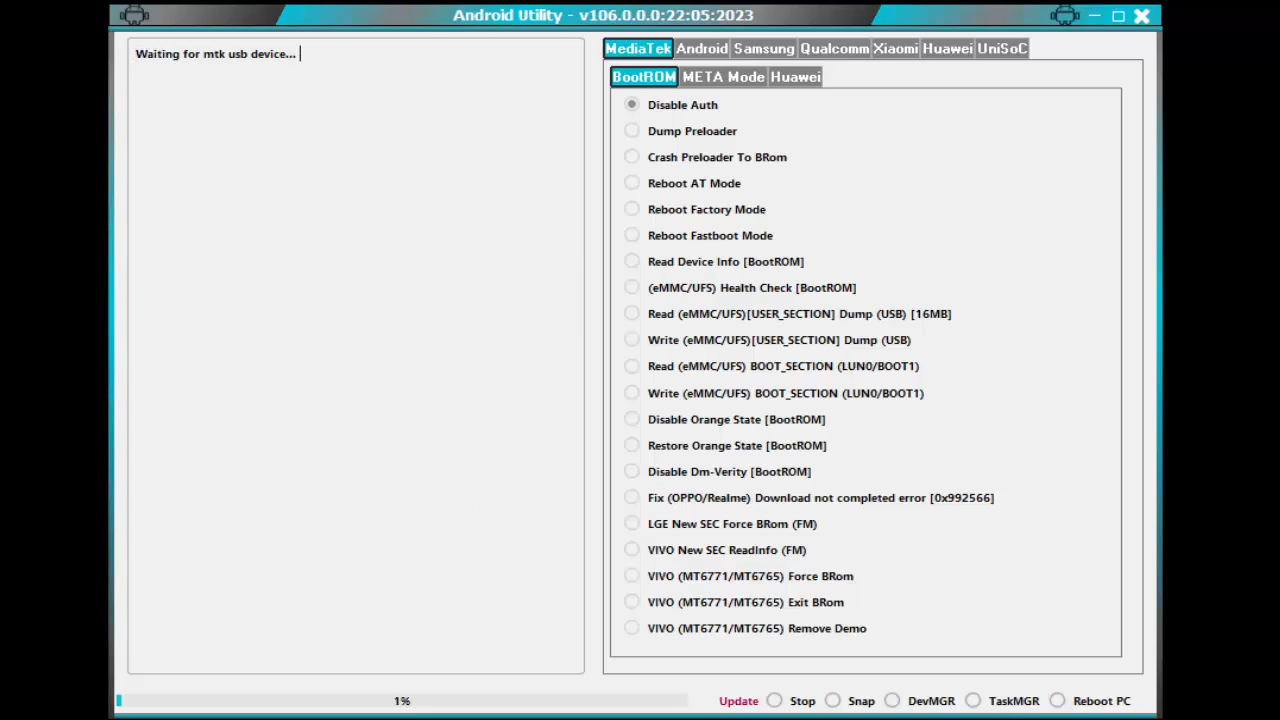 Android Utility - v106.0.0.0:22:05:2023
Waiting for mtk usb device...
MediaTek Android Samsung Qualcomm Xiaomi Huawei UniSoC
BootROM META Mode Huawei
Disable Auth
Dump Preloader
Crash Preloader To BRom
Reboot AT Mode
Reboot Factory Mode
Reboot Fastboot Mode
Read Device Info [BootROM]
(eMMC/UFS) Health Check [BootROM]
Read (eMMC/UFS)[USER_SECTION] Dump (USB) [16MB]
Write (eMMC/UFS)[USER_SECTION] Dump (USB)
Read (eMMC/UFS) BOOT_SECTION (LUN0/BOOT1)
Write (eMMC/UFS) BOOT_SECTION (LUN0/BOOT1)
Disable Orange State [BootROM]
Restore Orange State [BootROM]
Disable Dm-Verity [BootROM]
Fix (OPPO/Realme) Download not completed error [0x992566]
LGE New SEC Force BRom (FM)
VIVO New SEC ReadInfo (FM)
VIVO (MT6771/MT6765) Force BRom
VIVO (MT6771/MT6765) Exit BRom
VIVO (MT6771/MT6765) Remove Demo
1% Update Stop Snap DevMGR TaskMGR Reboot PC